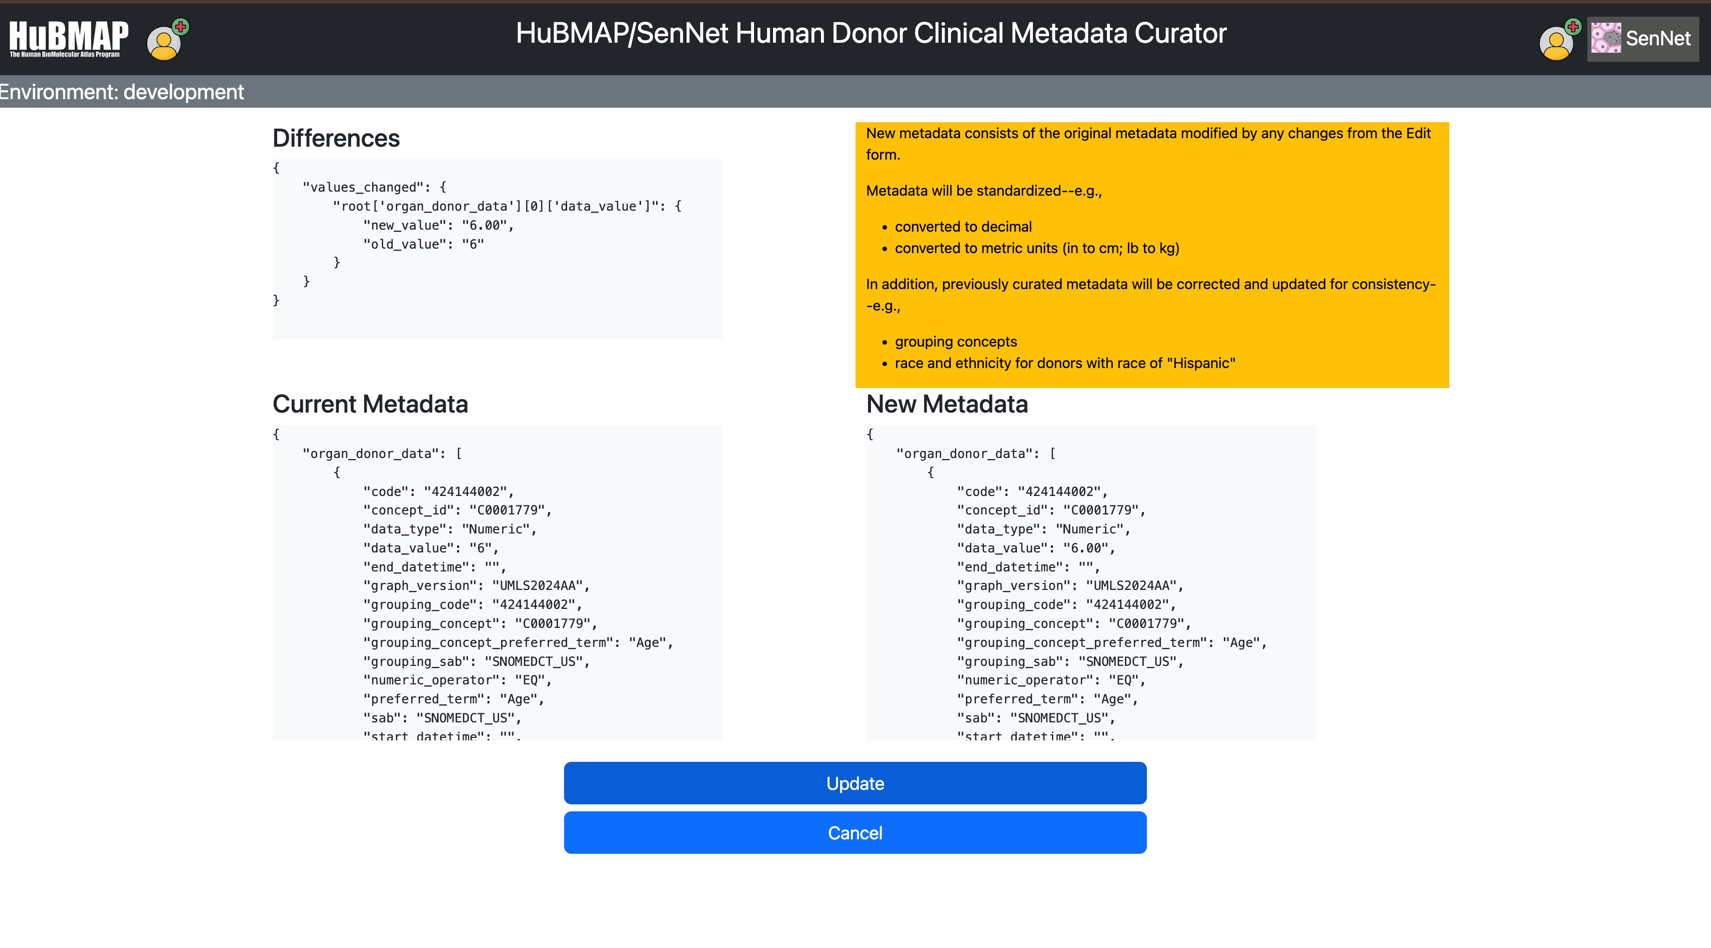 HuBMAP
The Human BioMolecular Atlas Program
HuBMAP/SenNet Human Donor Clinical Metadata Curator
SenNet
Environment: development
Differences
{
    "values_changed": {
        "root['organ_donor_data'][0]['data_value']": {
            "new_value": "6.00",
            "old_value": "6"
        }
    }
}
New metadata consists of the original metadata modified by any changes from the Edit
form.
Metadata will be standardized--e.g.,
• converted to decimal
• converted to metric units (in to cm; lb to kg)
In addition, previously curated metadata will be corrected and updated for consistency-
-e.g.,
• grouping concepts
• race and ethnicity for donors with race of "Hispanic"
Current Metadata
{
    "organ_donor_data": [
        {
            "code": "424144002",
            "concept_id": "C0001779",
            "data_type": "Numeric",
            "data_value": "6",
            "end_datetime": "",
            "graph_version": "UMLS2024AA",
            "grouping_code": "424144002",
            "grouping_concept": "C0001779",
            "grouping_concept_preferred_term": "Age",
            "grouping_sab": "SNOMEDCT_US",
            "numeric_operator": "EQ",
            "preferred_term": "Age",
            "sab": "SNOMEDCT_US",
            "start_datetime": "",
New Metadata
{
    "organ_donor_data": [
        {
            "code": "424144002",
            "concept_id": "C0001779",
            "data_type": "Numeric",
            "data_value": "6.00",
            "end_datetime": "",
            "graph_version": "UMLS2024AA",
            "grouping_code": "424144002",
            "grouping_concept": "C0001779",
            "grouping_concept_preferred_term": "Age",
            "grouping_sab": "SNOMEDCT_US",
            "numeric_operator": "EQ",
            "preferred_term": "Age",
            "sab": "SNOMEDCT_US",
            "start_datetime": "",
Update
Cancel